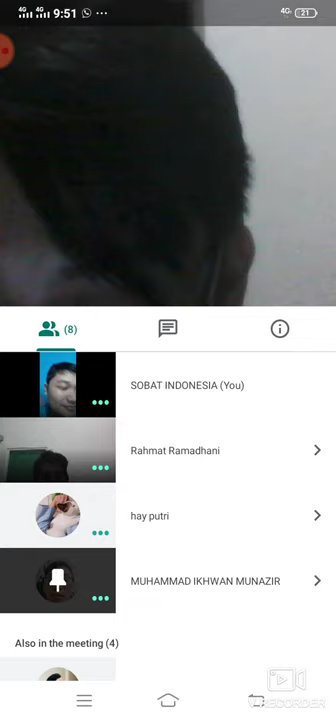 4G 4G 9:51 4G 21
(8)
SOBAT INDONESIA (You)
Rahmat Ramadhani
hay putri
MUHAMMAD IKHWAN MUNAZIR
Also in the meeting (4)
V RECORDER